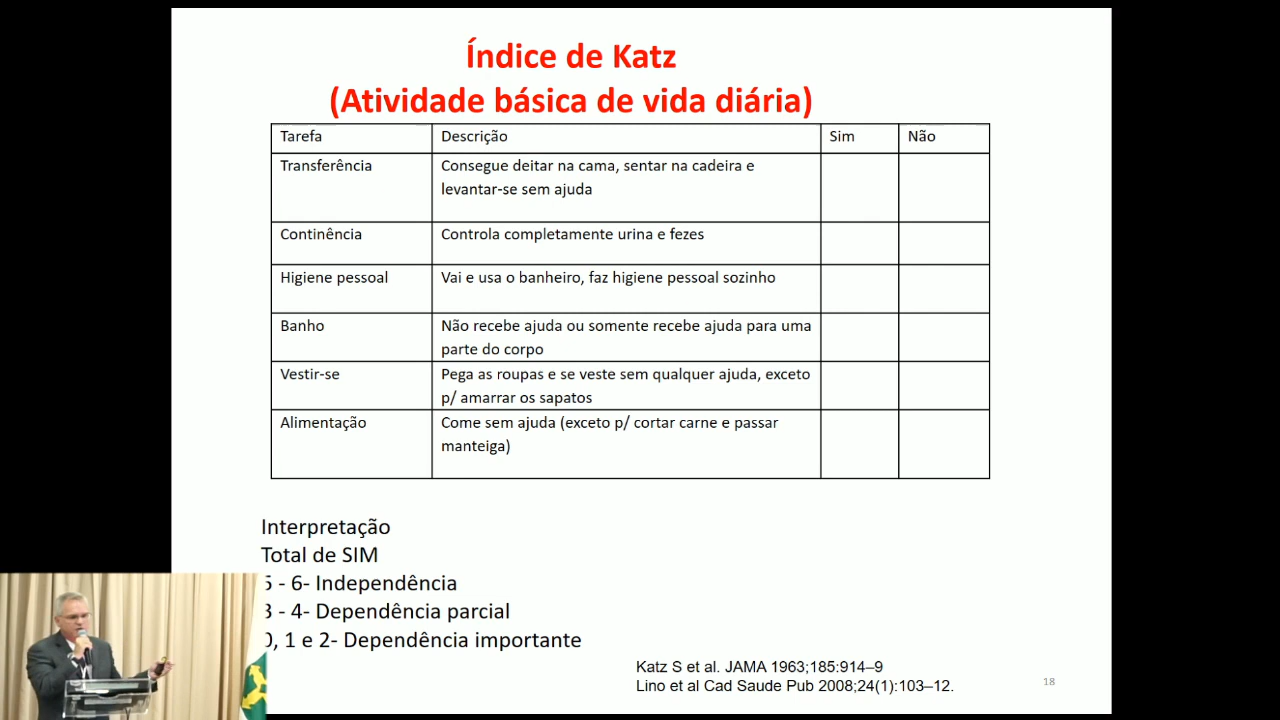 Índice de Katz
(Atividade básica de vida diária)
Tarefa Descrição Sim Não
Transferência Consegue deitar na cama, sentar na cadeira e
levantar-se sem ajuda
Continência Controla completamente urina e fezes
Higiene pessoal Vai e usa o banheiro, faz higiene pessoal sozinho
Banho Não recebe ajuda ou somente recebe ajuda para uma
parte do corpo
Vestir-se Pega as roupas e se veste sem qualquer ajuda, exceto
p/ amarrar os sapatos
Alimentação Come sem ajuda (exceto p/ cortar carne e passar
manteiga)
Interpretação
Total de SIM
5 - 6- Independência
3 - 4- Dependência parcial
0, 1 e 2- Dependência importante
Katz S et al. JAMA 1963;185:914–9
Lino et al Cad Saude Pub 2008;24(1):103–12.
18